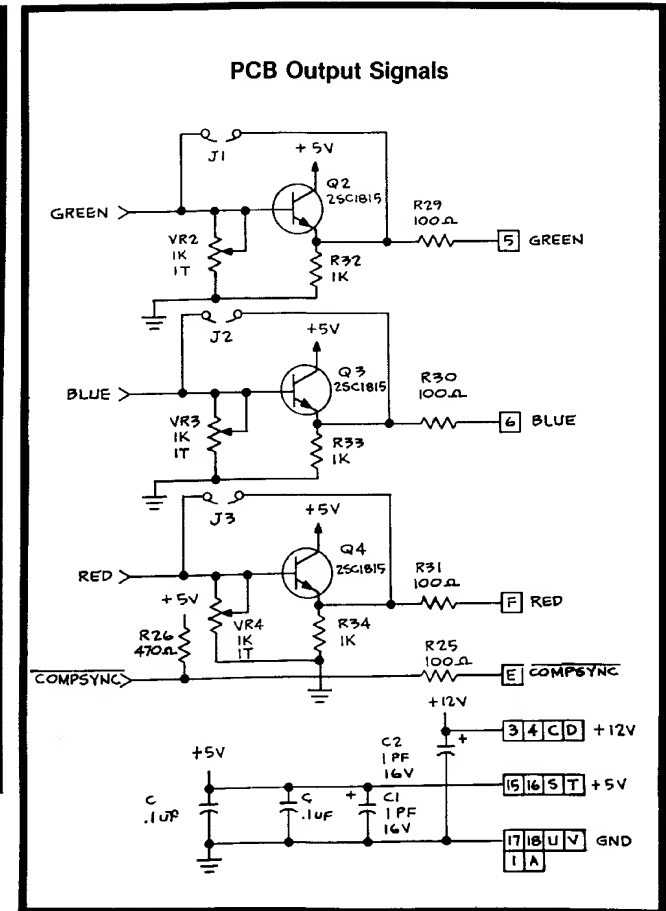 PCB Output Signals
J1
+5V
Q2
2SC1815
R29
100Ω
GREEN
5 GREEN
VR2
1K
1T
R32
1K
J2
+5V
Q3
2SC1815
R30
100Ω
BLUE
6 BLUE
VR3
1K
1T
R33
1K
J3
+5V
Q4
2SC1815
R31
100Ω
RED
F RED
+5V
R26
470Ω
VR4
1K
1T
R34
1K
R25
100Ω
COMPSYNC
E COMPSYNC
+12V
3 4 C D +12V
C2
1PF
16V
+
+5V
15 16 S T +5V
C
.1uF
C
.1uF
+
C1
1PF
16V
17 18 U V GND
1 A